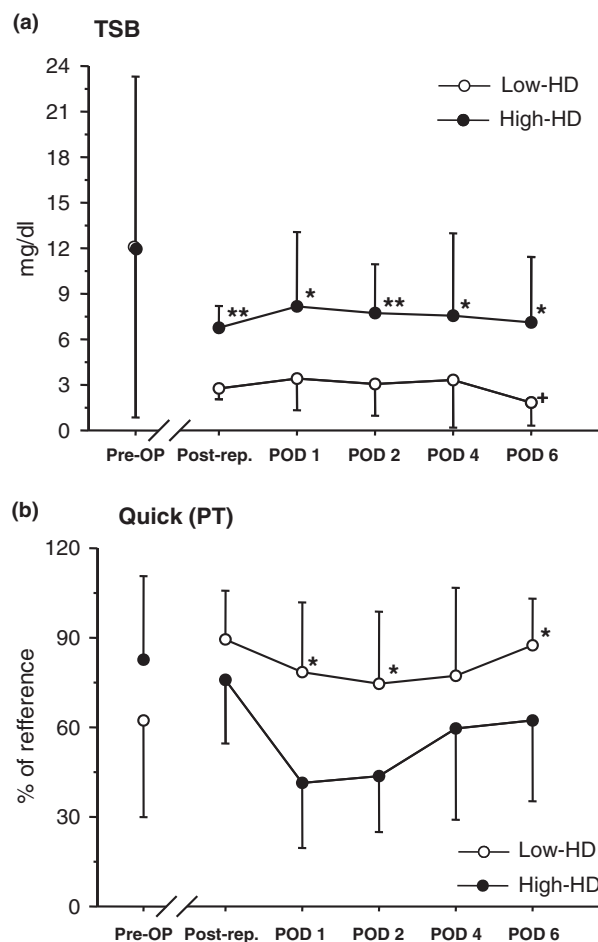 (a) TSB
24
21
18
15
12
9
6
3
0
mg/dl
Low-HD
High-HD
** * ** * *
+
Pre-OP Post-rep. POD 1 POD 2 POD 4 POD 6
(b) Quick (PT)
120
90
60
30
0
% of refference
* * *
Low-HD
High-HD
Pre-OP Post-rep. POD 1 POD 2 POD 4 POD 6